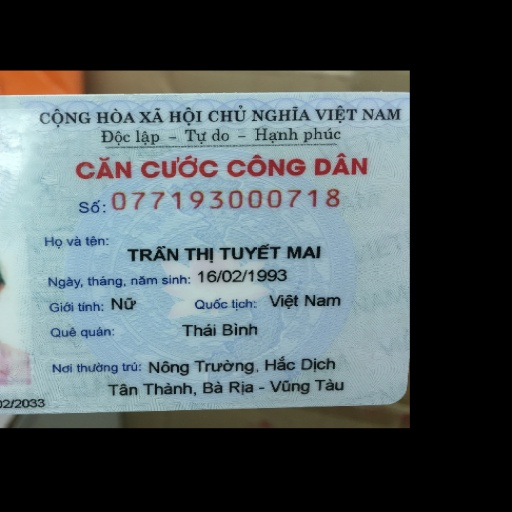 CỘNG HÒA XÃ HỘI CHỦ NGHĨA VIỆT NAM
Độc lập - Tự do - Hạnh phúc
CĂN CƯỚC CÔNG DÂN
Số: 077193000718
Họ và tên:
TRẦN THỊ TUYẾT MAI
Ngày, tháng, năm sinh: 16/02/1993
Giới tính: Nữ Quốc tịch: Việt Nam
Quê quán: Thái Bình
Nơi thường trú: Nông Trường, Hắc Dịch
Tân Thành, Bà Rịa - Vũng Tàu
02/2033